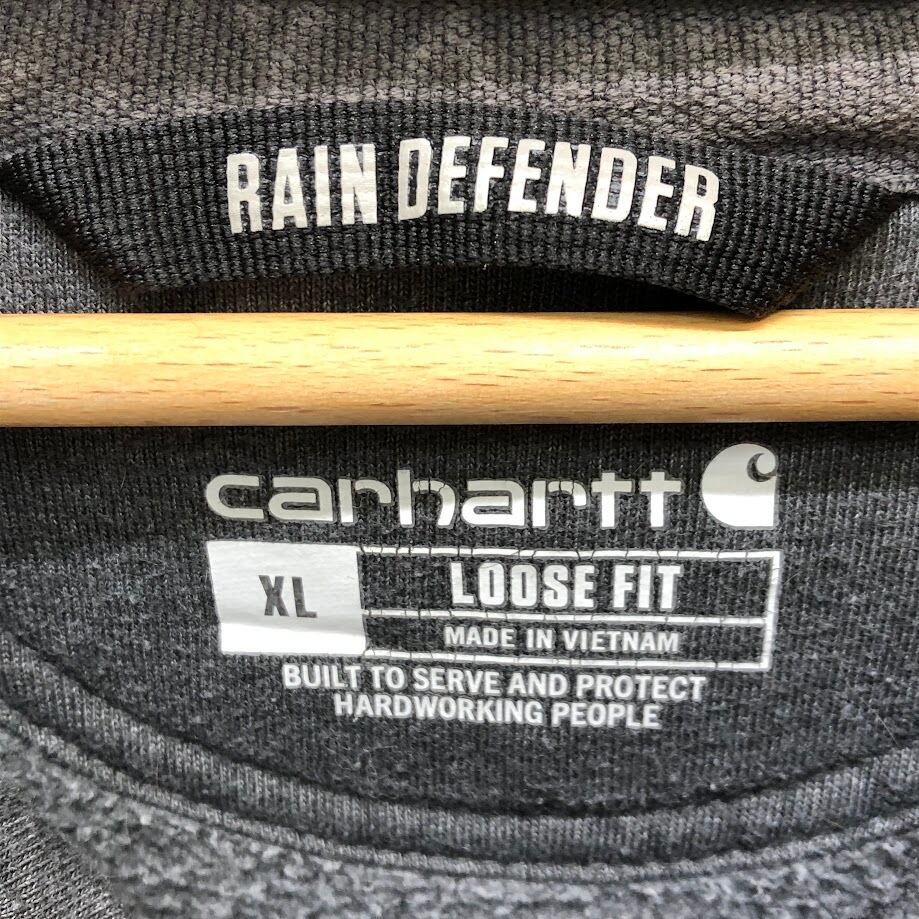 RAIN DEFENDER
carhartt
XL
LOOSE FIT
MADE IN VIETNAM
BUILT TO SERVE AND PROTECT
HARDWORKING PEOPLE